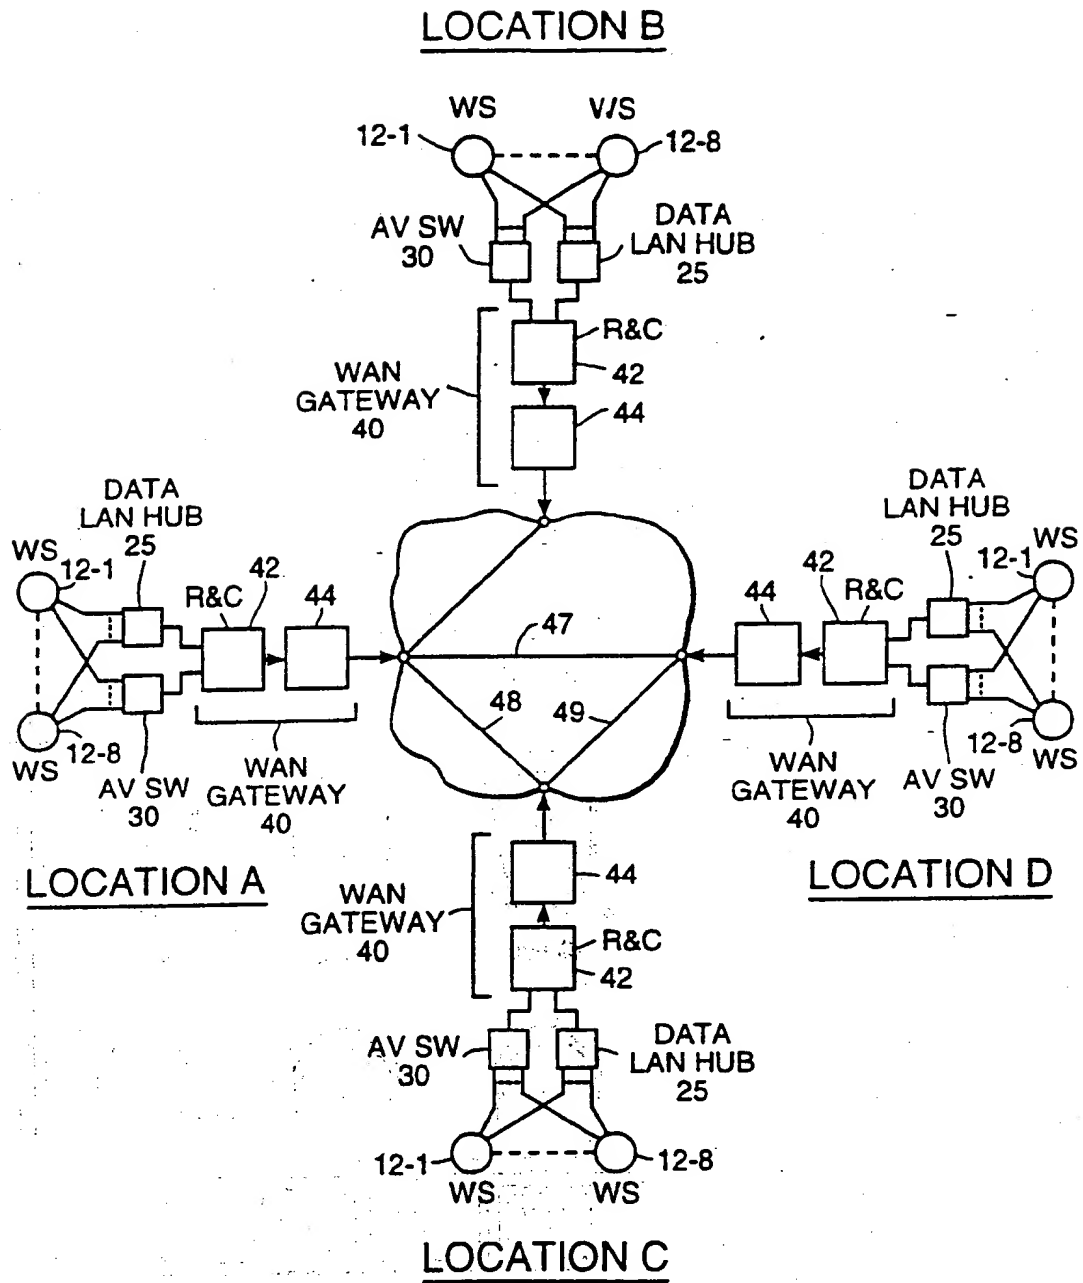 LOCATION B
WS
WS
12-1
12-8
AV SW
30
DATA
LAN HUB
25
R&C
42
WAN
GATEWAY
40
44
DATA
LAN HUB
25
WS
12-1
R&C
42
44
12-8
WS
AV SW
30
WAN
GATEWAY
40
LOCATION A
47
48
49
DATA
LAN HUB
25
WS
12-1
42
R&C
44
12-8
WS
AV SW
30
WAN
GATEWAY
40
LOCATION D
WAN
GATEWAY
40
44
R&C
42
AV SW
30
DATA
LAN HUB
25
12-1
12-8
WS
WS
LOCATION C